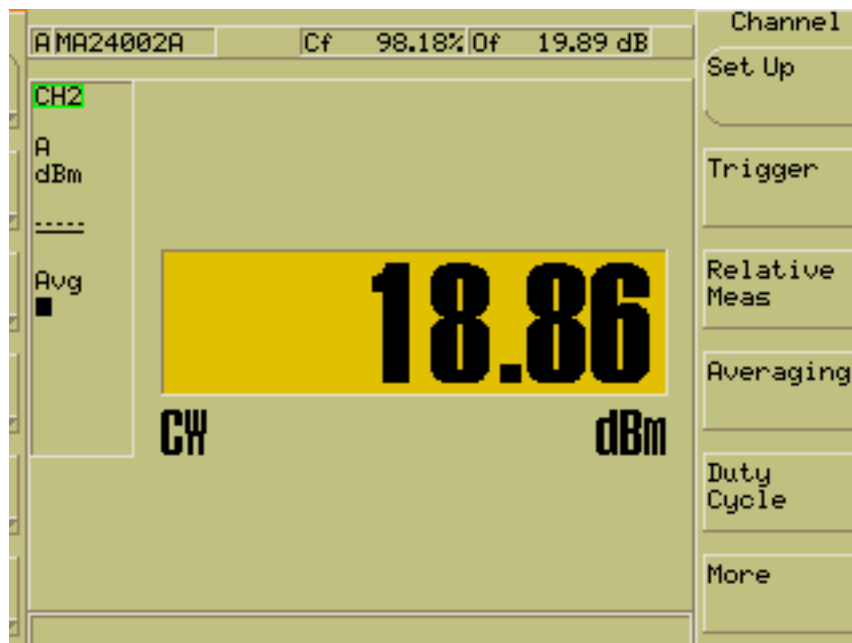 A MA24002A Cf 98.18% Of 19.89 dB
CH2
A
dBm
-----
Avg
18.86
CW dBm
Channel
Set Up
Trigger
Relative
Meas
Averaging
Duty
Cycle
More